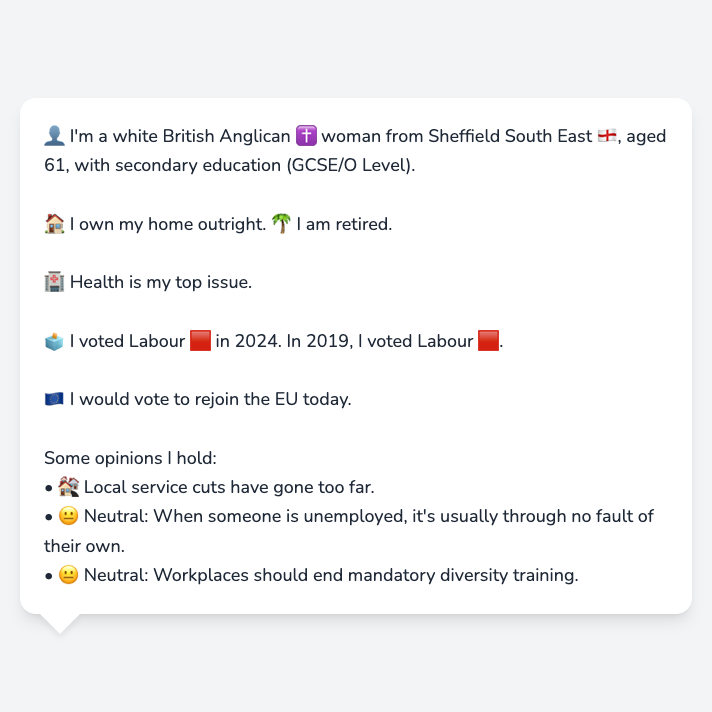 👤 I'm a white British Anglican ✝️ woman from Sheffield South East 🏴󠁧󠁢󠁥󠁮󠁧󠁿, aged
61, with secondary education (GCSE/O Level).
🏠 I own my home outright. 🌴 I am retired.
🏥 Health is my top issue.
🗳️ I voted Labour 🟥 in 2024. In 2019, I voted Labour 🟥.
🇪🇺 I would vote to rejoin the EU today.
Some opinions I hold:
• 🏚️ Local service cuts have gone too far.
• 😐 Neutral: When someone is unemployed, it's usually through no fault of
their own.
• 😐 Neutral: Workplaces should end mandatory diversity training.